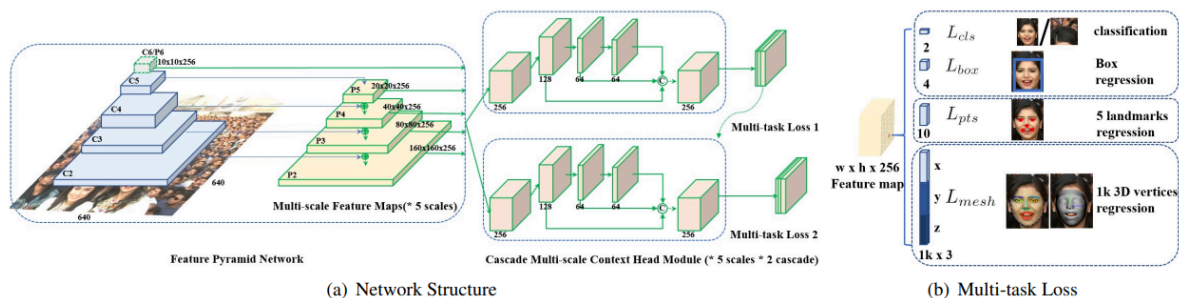 C6/P6
10x10x256
C5
C4
C3
C2
640
640
P5
20x20x256
P4
40x40x256
P3
80x80x256
P2
160x160x256
Multi-scale Feature Maps(* 5 scales)
Feature Pyramid Network
256
128
64
64
C
256
Multi-task Loss 1
256
128
64
64
C
256
Multi-task Loss 2
Cascade Multi-scale Context Head Module (* 5 scales * 2 cascade)
(a) Network Structure
w x h x 256
Feature map
2
L_cls
classification
4
L_box
Box
regression
10
L_pts
5 landmarks
regression
x
y
z
L_mesh
1k 3D vertices
regression
1k x 3
(b) Multi-task Loss